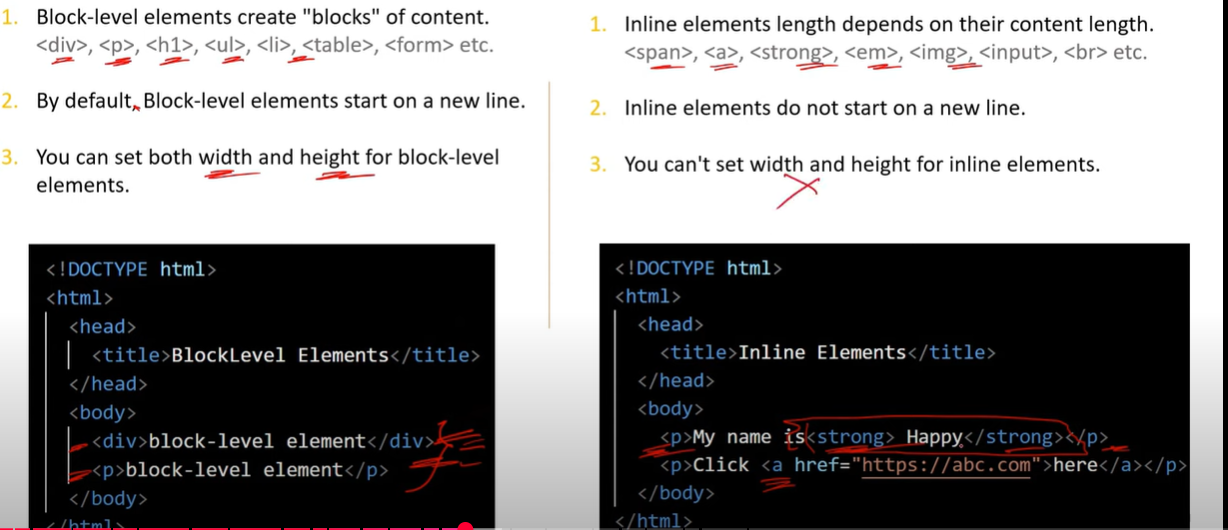 1. Block-level elements create "blocks" of content.
<div>, <p>, <h1>, <ul>, <li>, <table>, <form> etc.
2. By default, Block-level elements start on a new line.
3. You can set both width and height for block-level
elements.
<!DOCTYPE html>
<html>
<head>
<title>BlockLevel Elements</title>
</head>
<body>
<div>block-level element</div>
<p>block-level element</p>
</body>
</html>
1. Inline elements length depends on their content length.
<span>, <a>, <strong>, <em>, <img>, <input>, <br> etc.
2. Inline elements do not start on a new line.
3. You can't set width and height for inline elements.
<!DOCTYPE html>
<html>
<head>
<title>Inline Elements</title>
</head>
<body>
<p>My name is<strong> Happy</strong></p>
<p>Click <a href="https://abc.com">here</a></p>
</body>
</html>